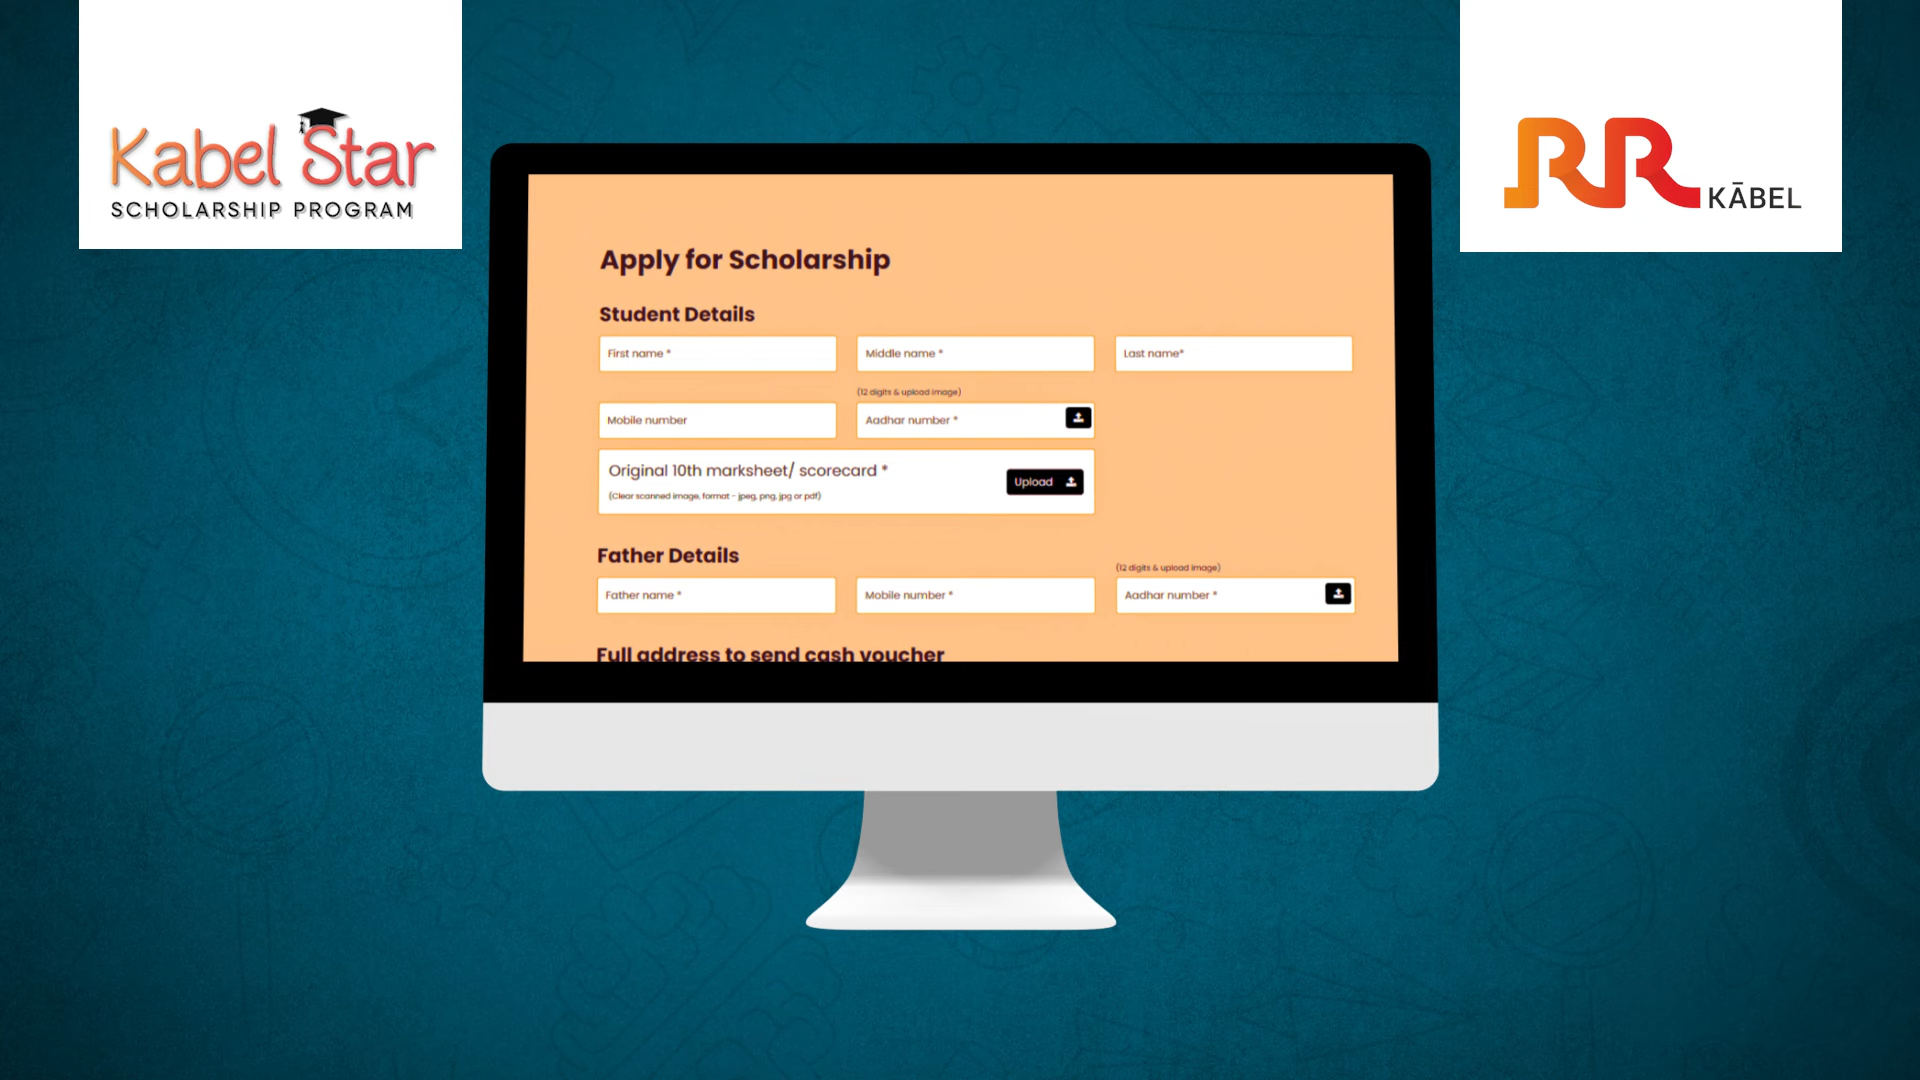 Kabel Star
SCHOLARSHIP PROGRAM
RR KĀBEL
Apply for Scholarship
Student Details
First name *
Middle name *
Last name*
(12 digits & upload image)
Mobile number
Aadhar number *
Original 10th marksheet/ scorecard *
(Clear scanned image, format - jpeg, png, jpg or pdf)
Upload
Father Details
(12 digits & upload image)
Father name *
Mobile number *
Aadhar number *
Full address to send cash voucher